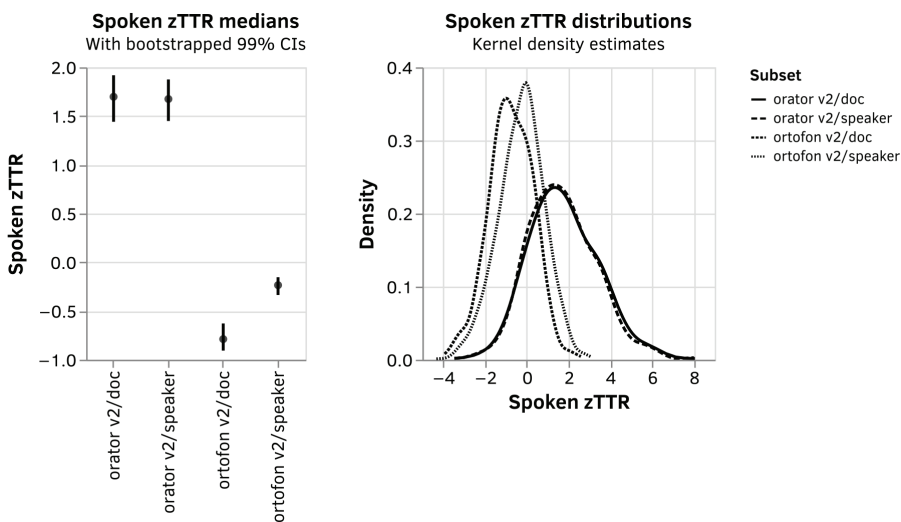 Spoken zTTR medians
With bootstrapped 99% CIs
Spoken zTTR
2.0
1.5
1.0
0.5
0.0
−0.5
−1.0
orator v2/doc
orator v2/speaker
ortofon v2/doc
ortofon v2/speaker
Spoken zTTR distributions
Kernel density estimates
Density
0.4
0.3
0.2
0.1
0.0
−4 −2 0 2 4 6 8
Spoken zTTR
Subset
orator v2/doc
orator v2/speaker
ortofon v2/doc
ortofon v2/speaker